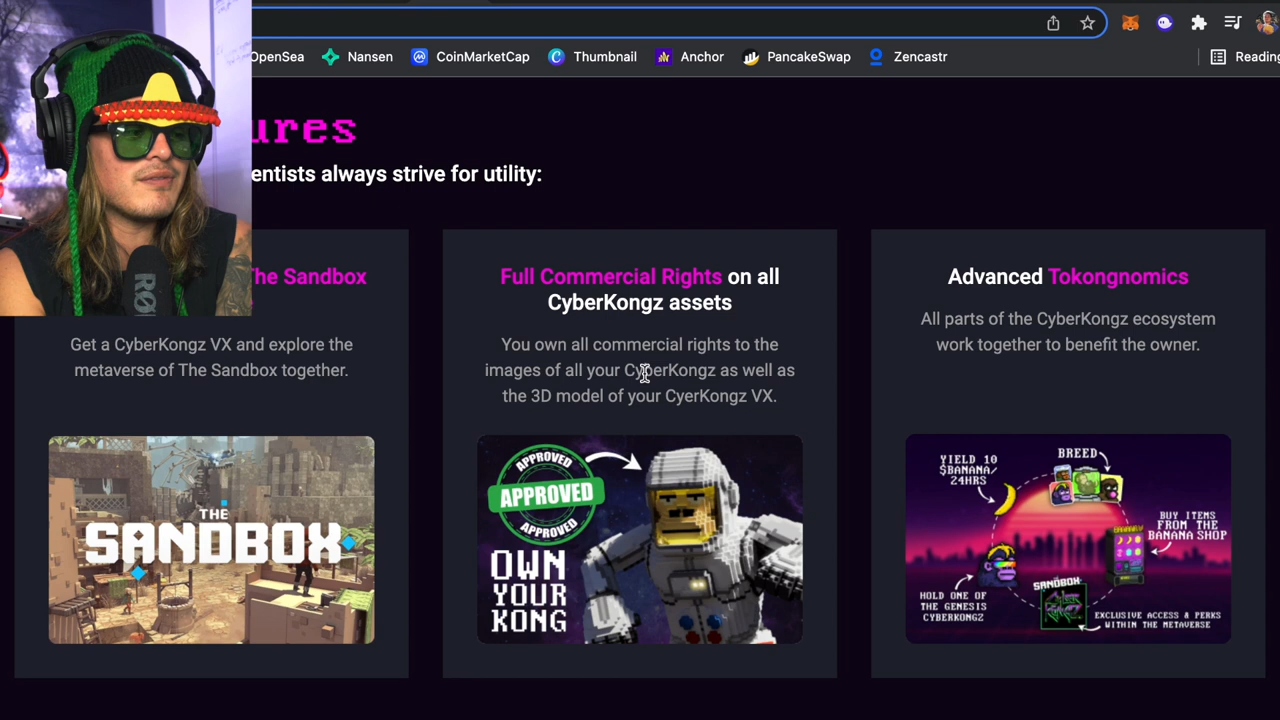 OpenSea
Nansen
CoinMarketCap
Thumbnail
Anchor
PancakeSwap
Zencastr
Reading
ures
entists always strive for utility:
The Sandbox
Get a CyberKongz VX and explore the
metaverse of The Sandbox together.
THE
SANDBOX
Full Commercial Rights on all
CyberKongz assets
You own all commercial rights to the
images of all your CyberKongz as well as
the 3D model of your CyerKongz VX.
APPROVED
APPROVED
APPROVED
OWN
YOUR
KONG
Advanced Tokongnomics
All parts of the CyberKongz ecosystem
work together to benefit the owner.
YIELD 10
$BANANA/
24HRS
BREED
BUY ITEMS
FROM THE
BANANA SHOP
HOLD ONE OF
THE GENESIS
CYBERKONGZ
THE
SANDBOX
EXCLUSIVE ACCESS & PERKS
WITHIN THE METAVERSE
RØ